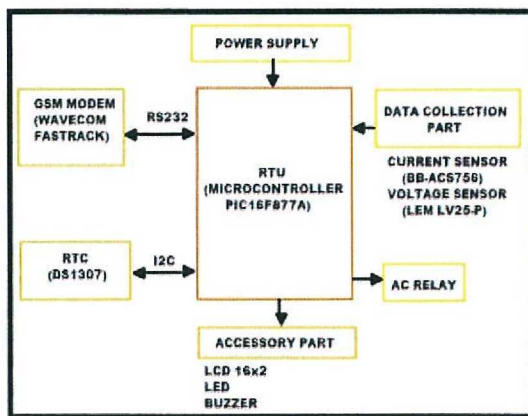 POWER SUPPLY
GSM MODEM
(WAVECOM
FASTRACK)
RS232
RTU
(MICROCONTROLLER
PIC16F877A)
DATA COLLECTION
PART
CURRENT SENSOR
(BB-ACS756)
VOLTAGE SENSOR
(LEM LV25-P)
RTC
(DS1307)
I2C
AC RELAY
ACCESSORY PART
LCD 16x2
LED
BUZZER